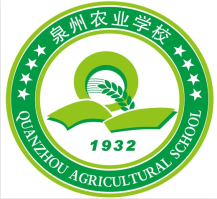 泉州农业学校
1932
QUANZHOU AGRICULTURAL SCHOOL